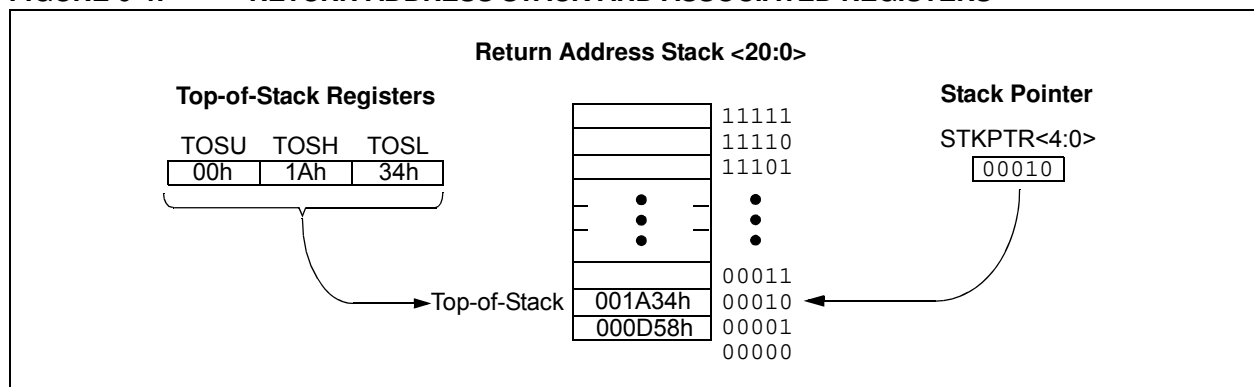 Return Address Stack <20:0>
Top-of-Stack Registers
Stack Pointer
TOSU TOSH TOSL
STKPTR<4:0>
00h 1Ah 34h
00010
11111
11110
11101
00011
Top-of-Stack 001A34h 00010
000D58h 00001
00000